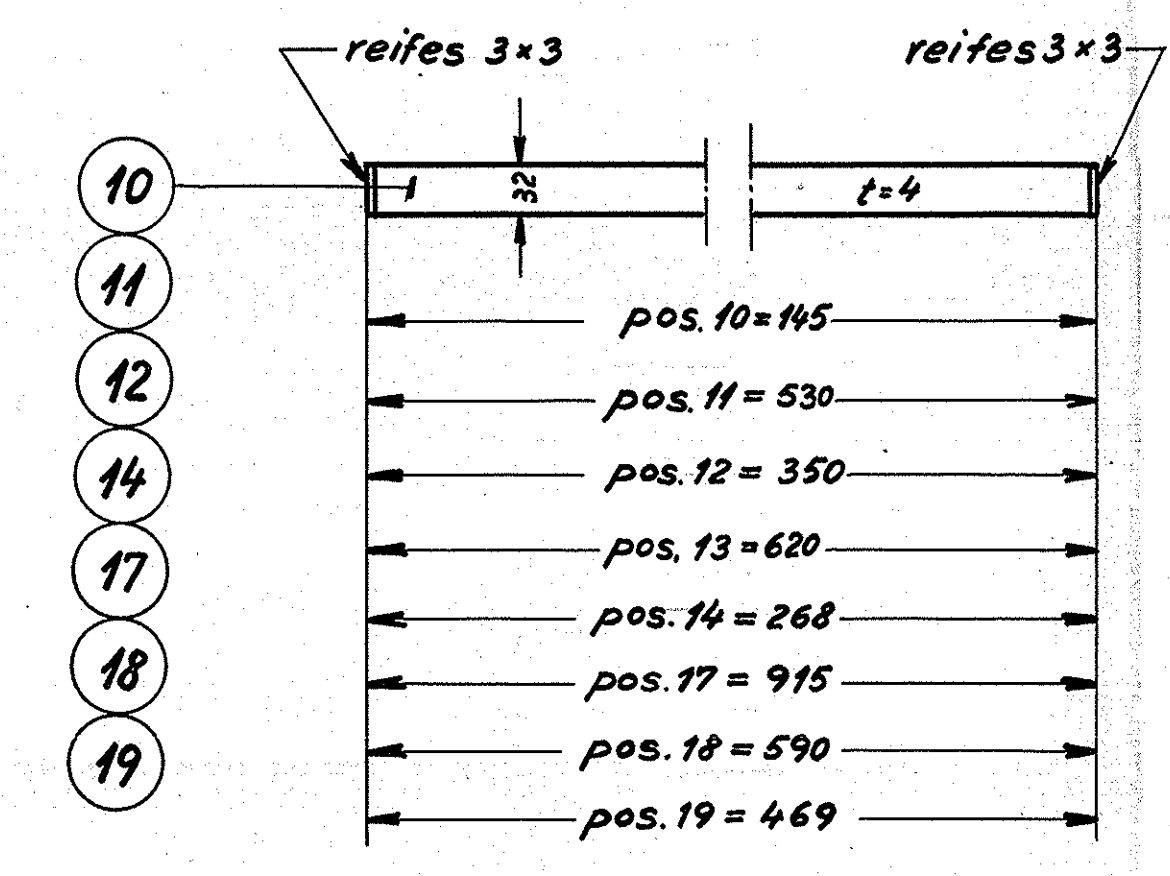 reifes 3×3
reifes 3×3
10
32
t=4
11
pos. 10=145
12
pos. 11 = 530
14
pos. 12 = 350
17
pos. 13 = 620
pos. 14 = 268
18
pos. 17 = 915
19
pos. 18 = 590
pos. 19 = 469